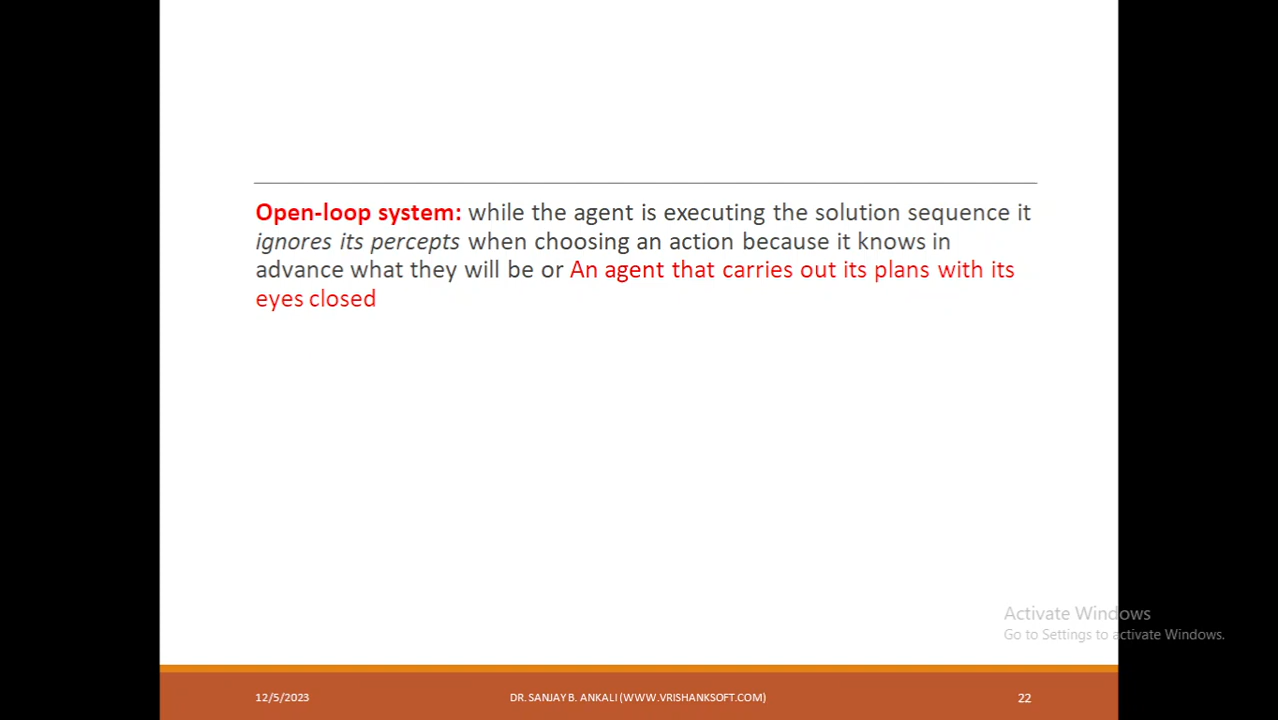 Open-loop system: while the agent is executing the solution sequence it
ignores its percepts when choosing an action because it knows in
advance what they will be or An agent that carries out its plans with its
eyes closed
Activate Windows
Go to Settings to activate Windows.
12/5/2023
DR. SANJAY B. ANKALI (WWW.VRISHANKSOFT.COM)
22